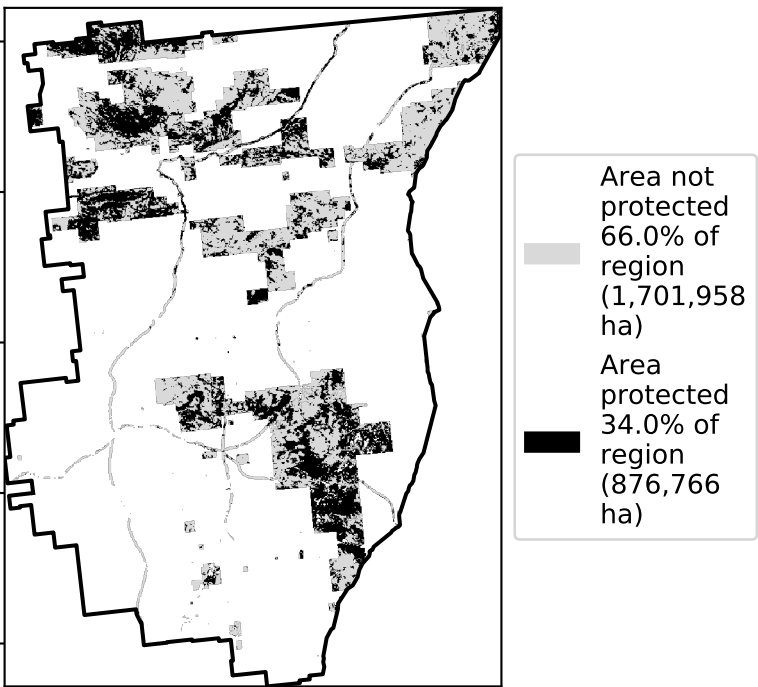 Area not
protected
66.0% of
region
(1,701,958
ha)
Area
protected
34.0% of
region
(876,766
ha)